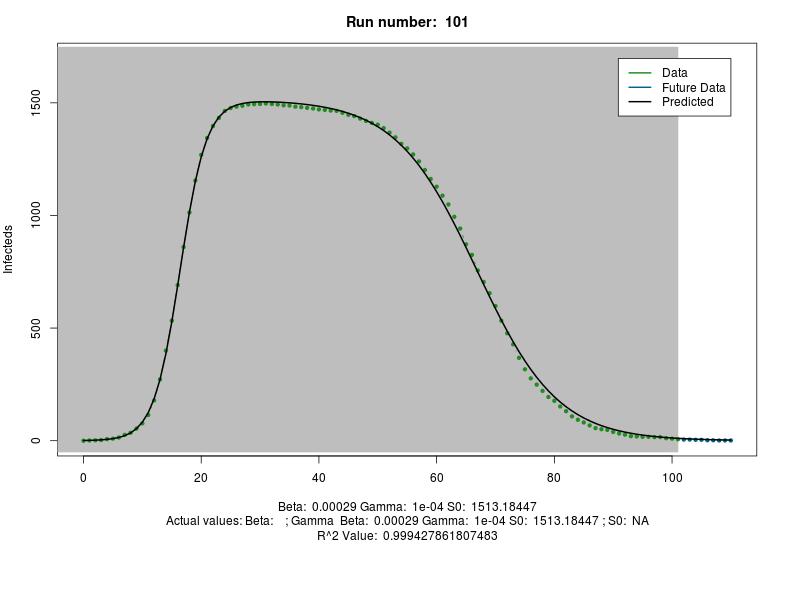 Run number: 101
Data
Future Data
Predicted
Infecteds
1500
1000
500
0
0 20 40 60 80 100
Beta: 0.00029 Gamma: 1e-04 S0: 1513.18447
Actual values: Beta: ; Gamma Beta: 0.00029 Gamma: 1e-04 S0: 1513.18447 ; S0: NA
R^2 Value: 0.999427861807483